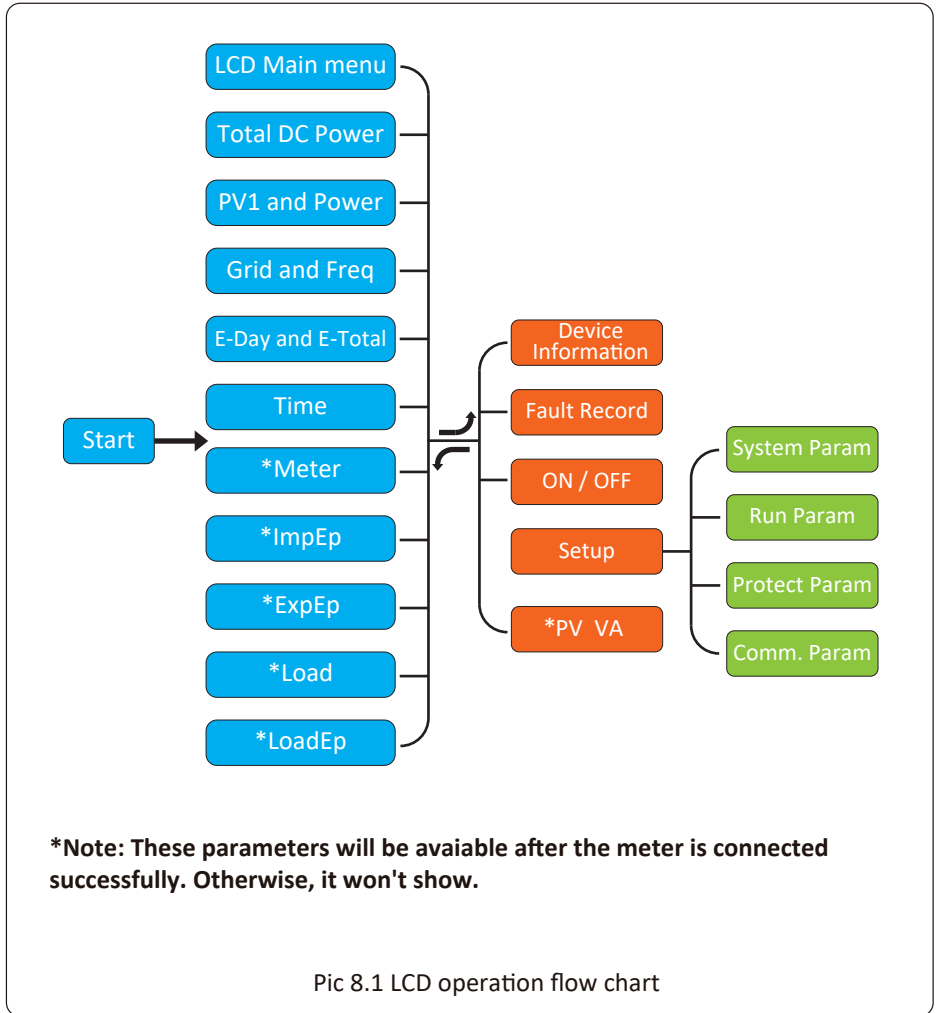 LCD Main menu
Total DC Power
PV1 and Power
Grid and Freq
E-Day and E-Total
Time
Start
*Meter
*ImpEp
*ExpEp
*Load
*LoadEp
Device
Information
Fault Record
ON / OFF
Setup
*PV VA
System Param
Run Param
Protect Param
Comm. Param
*Note: These parameters will be avaiable after the meter is connected
successfully. Otherwise, it won't show.
Pic 8.1 LCD operation flow chart